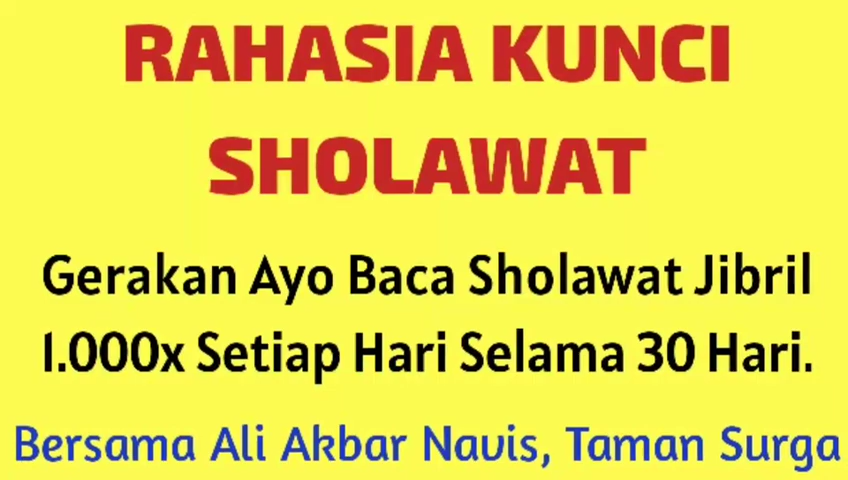 RAHASIA KUNCI
SHOLAWAT
Gerakan Ayo Baca Sholawat Jibril
1.000x Setiap Hari Selama 30 Hari.
Bersama Ali Akbar Navis, Taman Surga